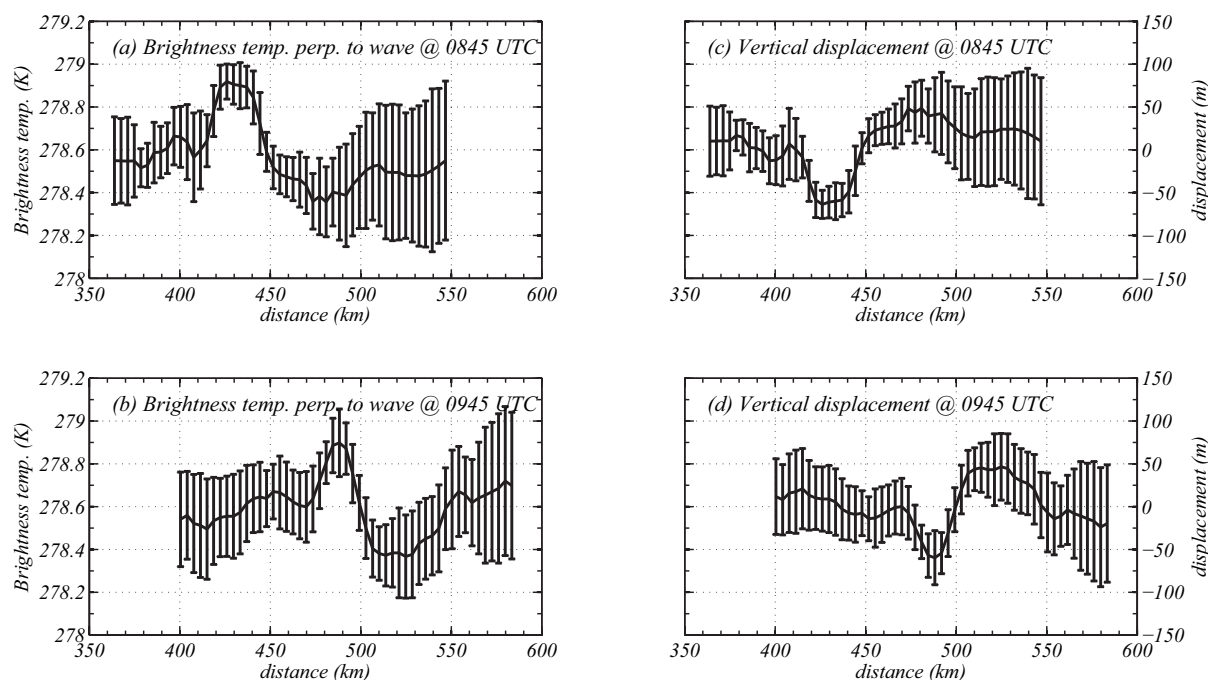 279.2
279
278.8
278.6
278.4
278.2
278
Brightness temp. (K)
(a) Brightness temp. perp. to wave @ 0845 UTC
350 400 450 500 550 600
distance (km)
(c) Vertical displacement @ 0845 UTC
150
100
50
0
−50
−100
−150
displacement (m)
350 400 450 500 550 600
distance (km)
279.2
279
278.8
278.6
278.4
278.2
278
Brightness temp. (K)
(b) Brightness temp. perp. to wave @ 0945 UTC
350 400 450 500 550 600
distance (km)
(d) Vertical displacement @ 0945 UTC
150
100
50
0
−50
−100
−150
displacement (m)
350 400 450 500 550 600
distance (km)